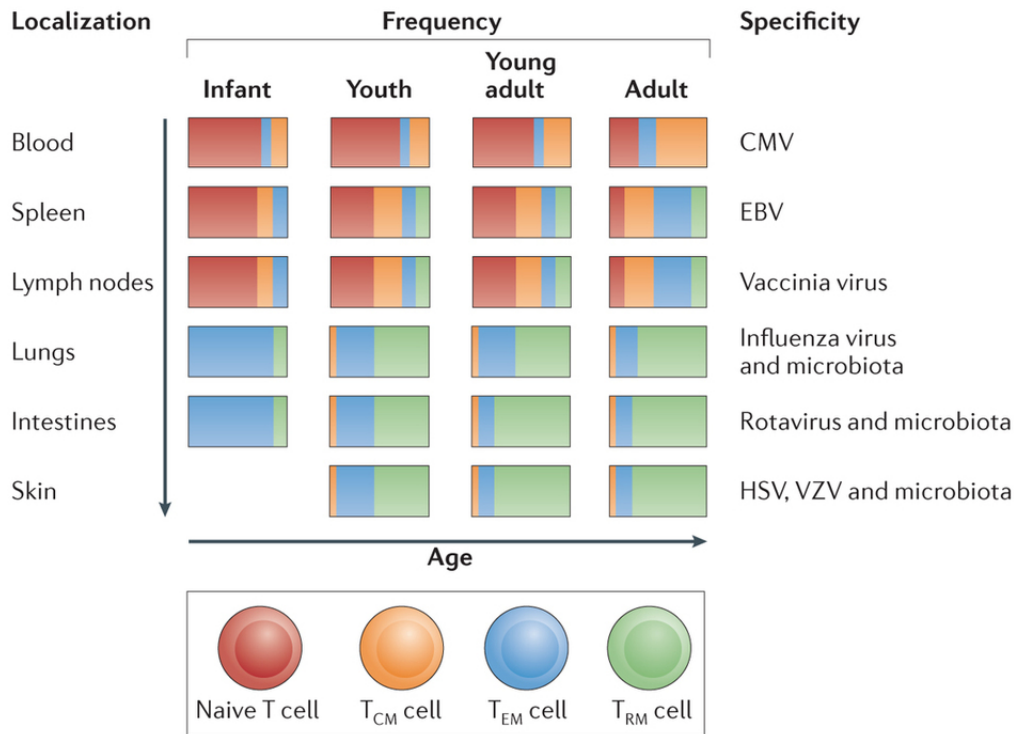 Localization
Frequency
Specificity
Infant
Youth
Young
adult
Adult
Blood
CMV
Spleen
EBV
Lymph nodes
Vaccinia virus
Lungs
Influenza virus
and microbiota
Intestines
Rotavirus and microbiota
Skin
HSV, VZV and microbiota
Age
Naive T cell
TCM cell
TEM cell
TRM cell